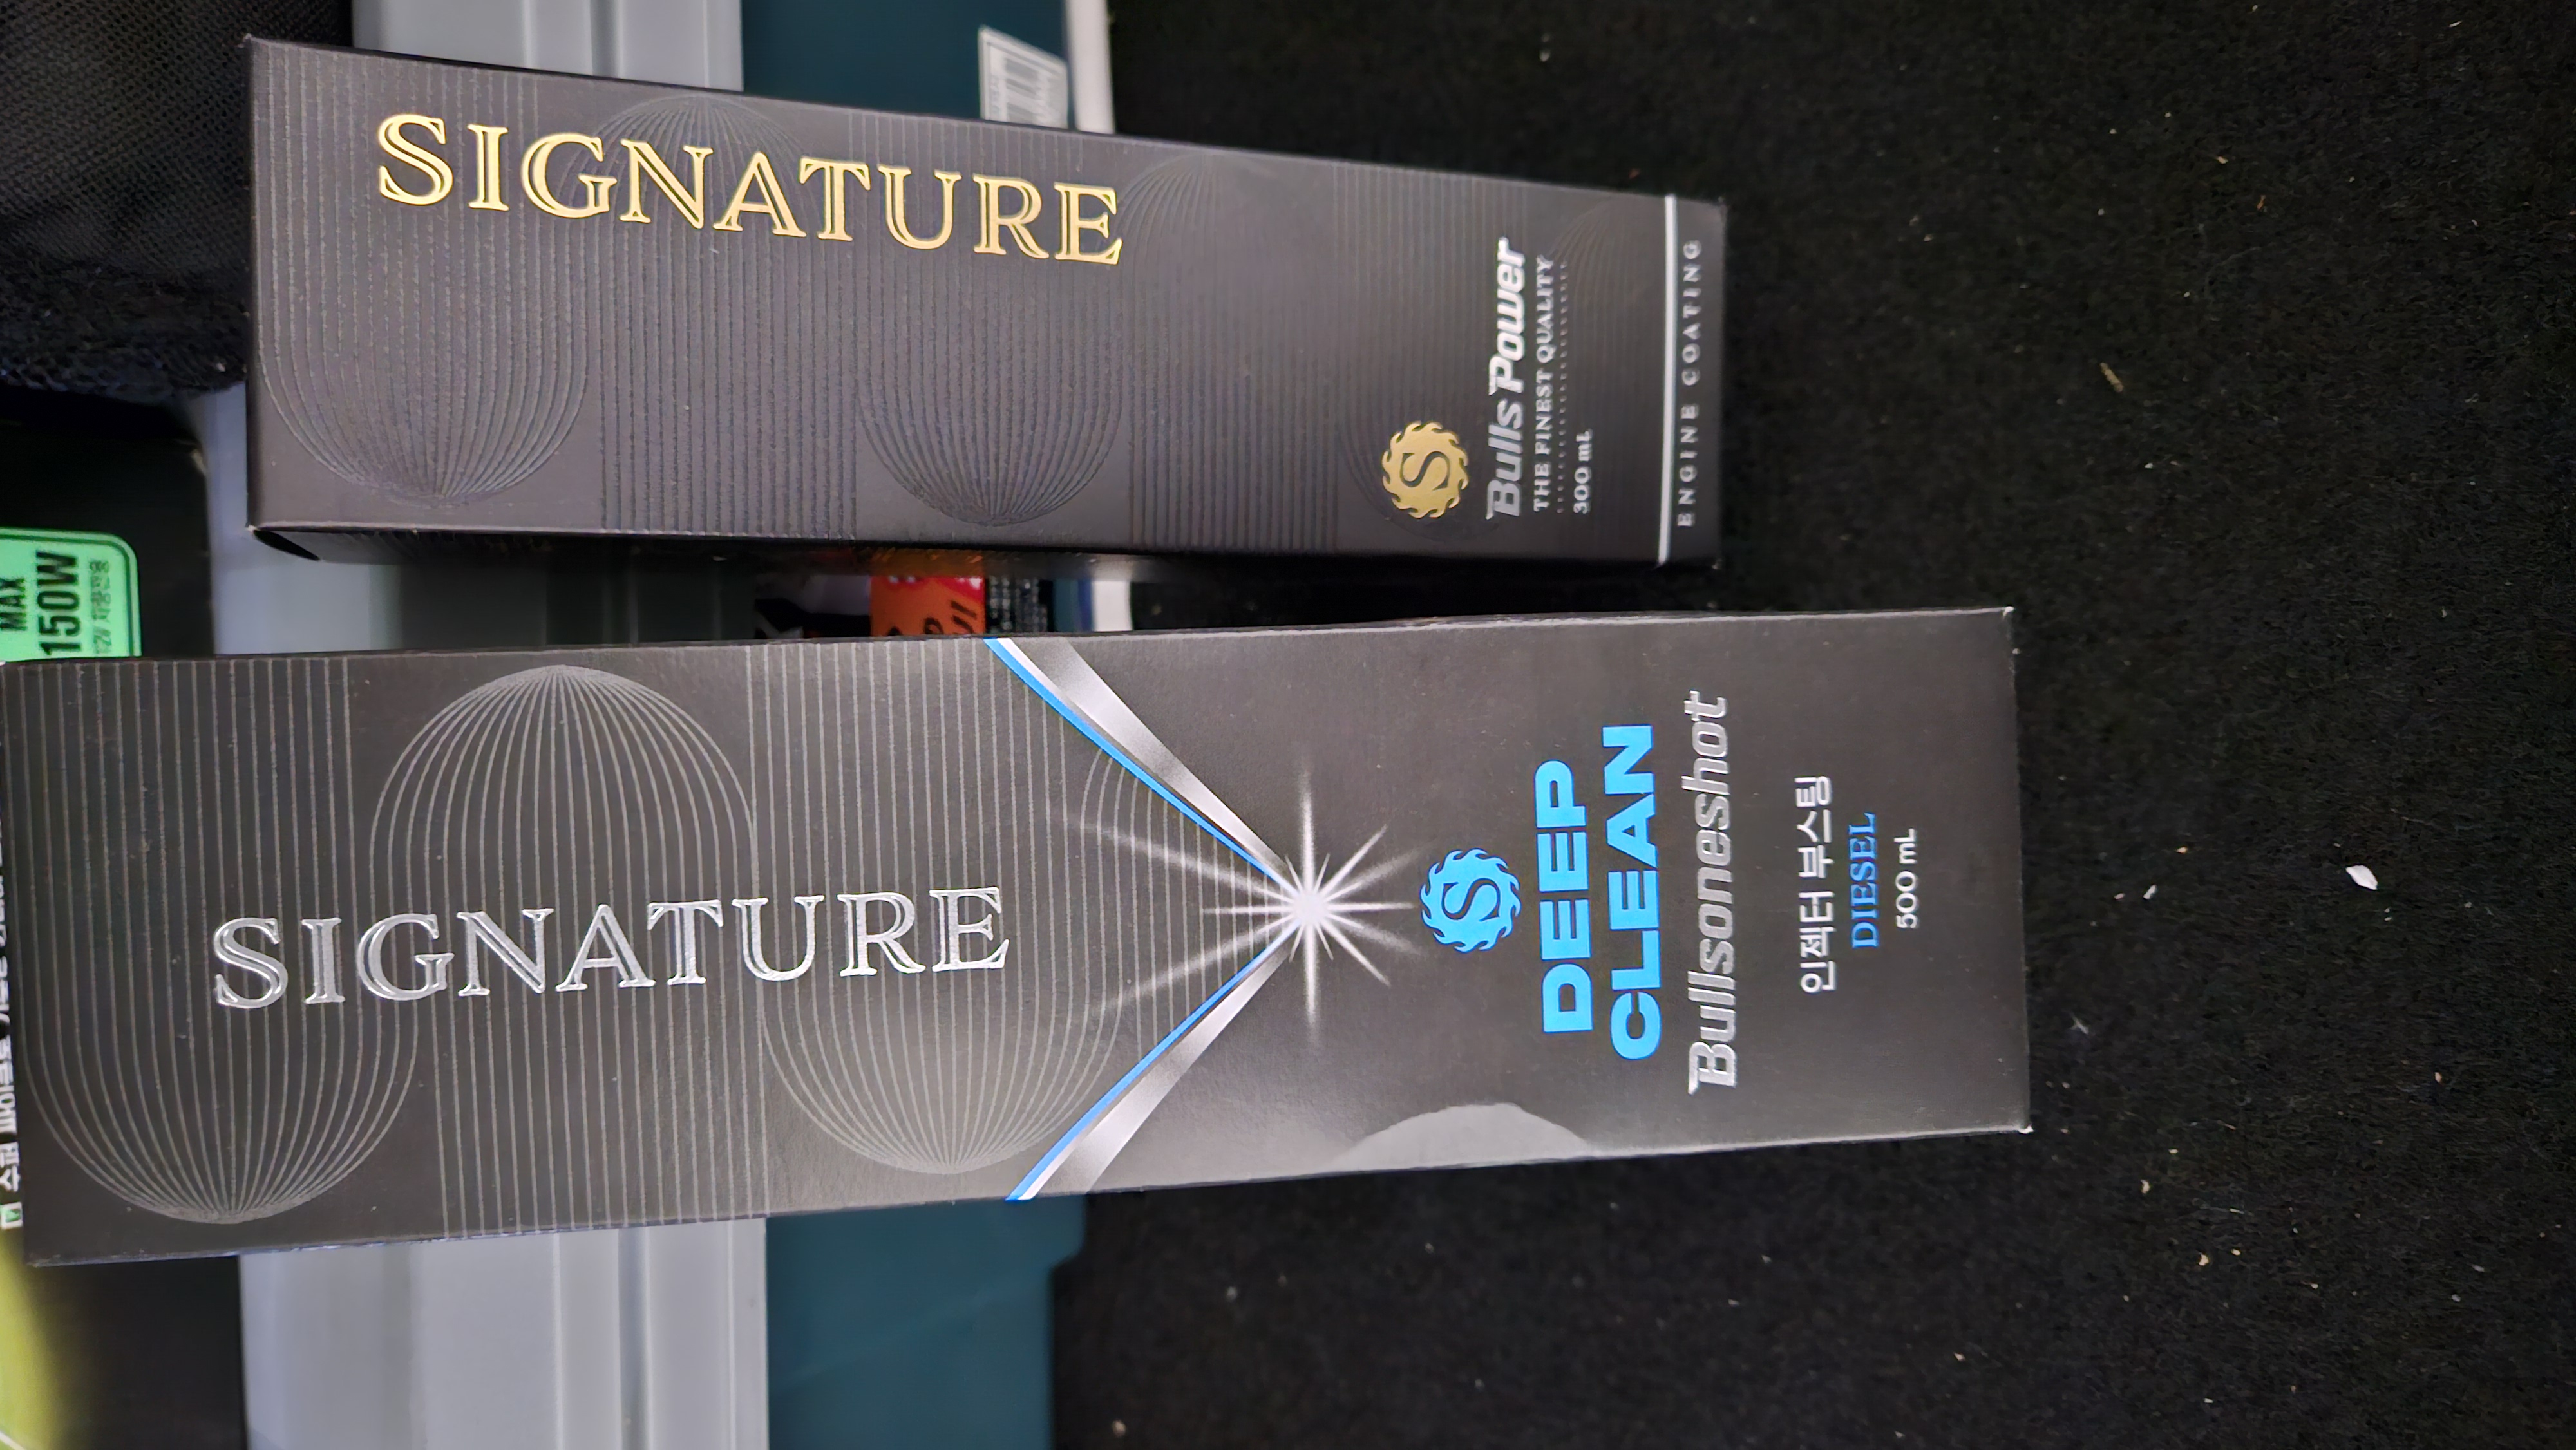 SIGNATURE
Bulls Power
THE FINEST QUALITY
300 mL
ENGINE COATING
MAX
150W
SIGNATURE
DEEP
CLEAN
Bullsoneshot
인젝터 부스팅
DIESEL
500 mL